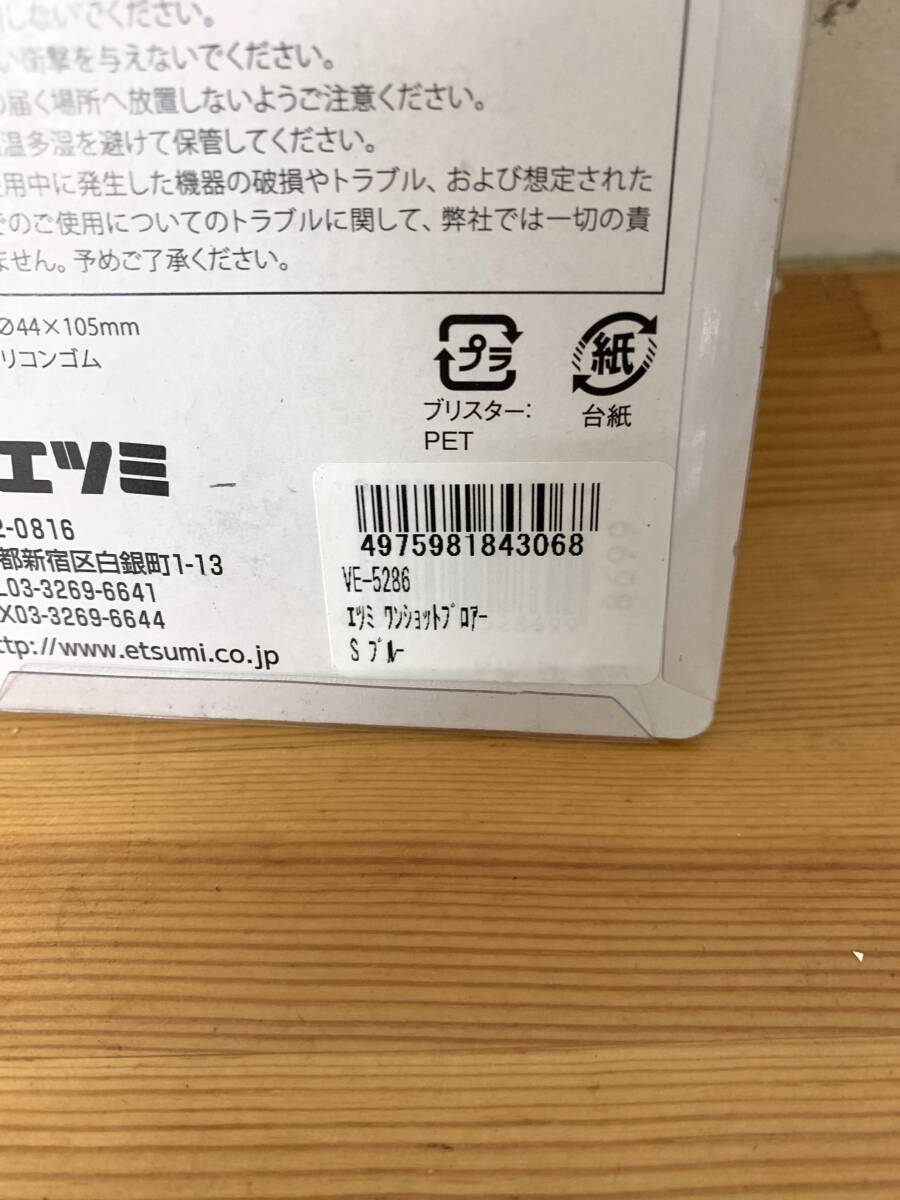 しないでください。
い衝撃を与えないでください。
届く場所へ放置しないようご注意ください。
温多湿を避けて保管してください。
用中に発生した機器の破損やトラブル、および想定された
でのご使用についてのトラブルに関して、弊社では一切の責
ません。予めご了承ください。
Ø44×105mm
リコンゴム
プラ
紙
ブリスター:
PET
台紙
エツミ
2-0816
都新宿区白銀町1-13
L03-3269-6641
X03-3269-6644
ttp://www.etsumi.co.jp
4975981843068
VE-5286
ｴﾂﾐ ﾜﾝｼｮｯﾄﾌﾞﾛｱｰ
S ﾌﾞﾙｰ
8699